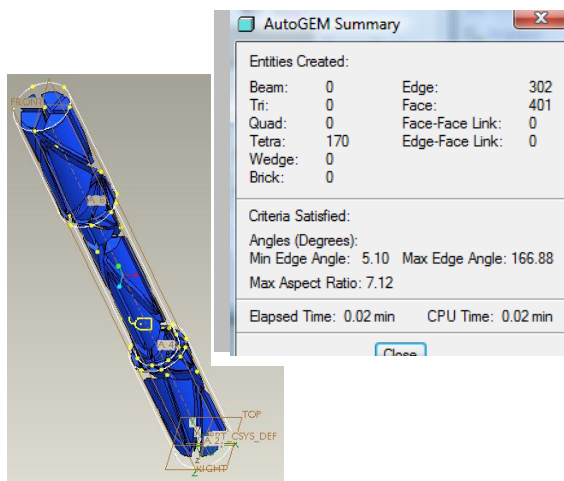 AutoGEM Summary
X
Entities Created:
Beam: 0 Edge: 302
Tri: 0 Face: 401
Quad: 0 Face-Face Link: 0
Tetra: 170 Edge-Face Link: 0
Wedge: 0
Brick: 0
Criteria Satisfied:
Angles (Degrees):
Min Edge Angle: 5.10 Max Edge Angle: 166.88
Max Aspect Ratio: 7.12
Elapsed Time: 0.02 min CPU Time: 0.02 min
Close
FRONT
A_6
A_4
TOP
CSYS_DEF
RIGHT